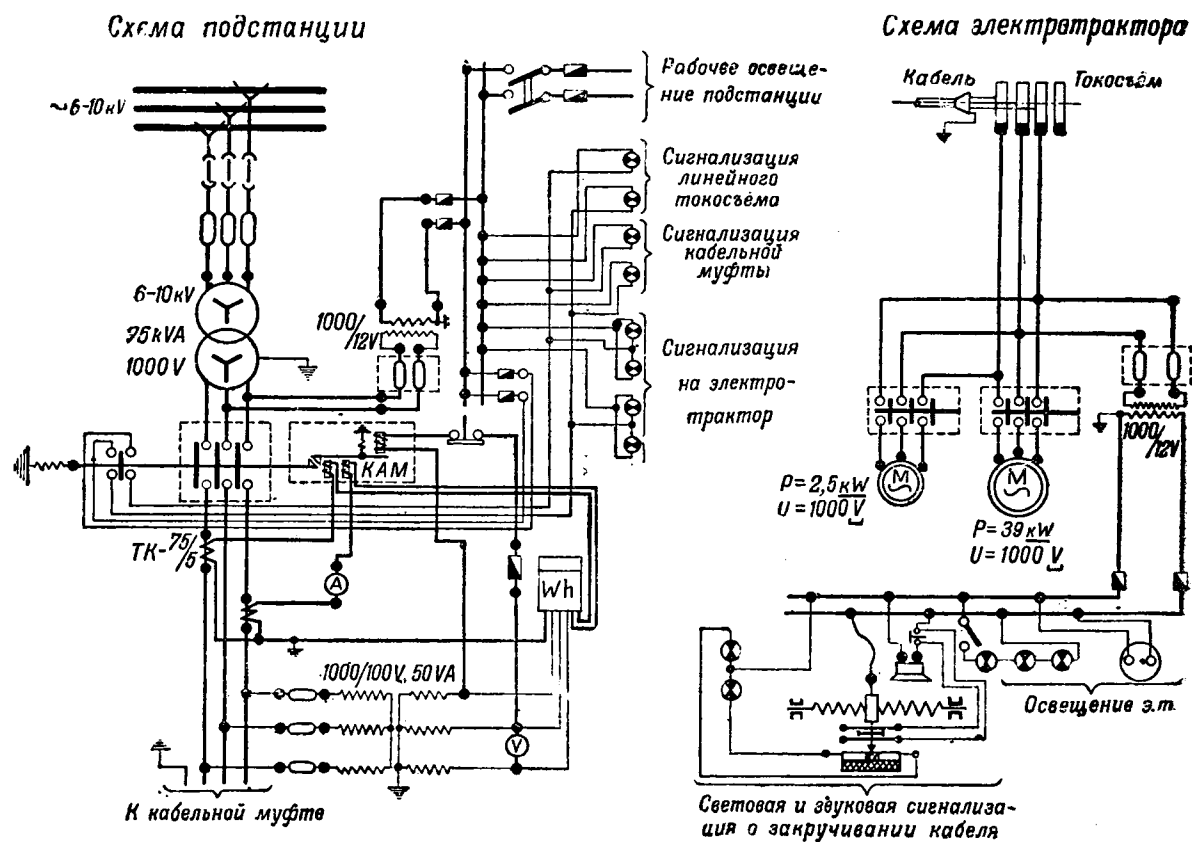 Схема подстанции
~6-10kV
6-10kV
75kVA
1000V
1000/
12V
КАМ
ТК-75/5
A
Wh
1000/100V, 50VA
V
К кабельной муфте
Рабочее освеще-
ние подстанции
Сигнализация
линейного
токосъёма
Сигнализация
кабельной
муфты
Сигнализация
на электро-
трактор
Схема электротрактора
Кабель
Токосъём
1000/
12V
M
P=2,5kW
U=1000V
M
P=39kW
U=1000V
Освещение э.т.
Световая и звуковая сигнализа-
ция о закручивании кабеля